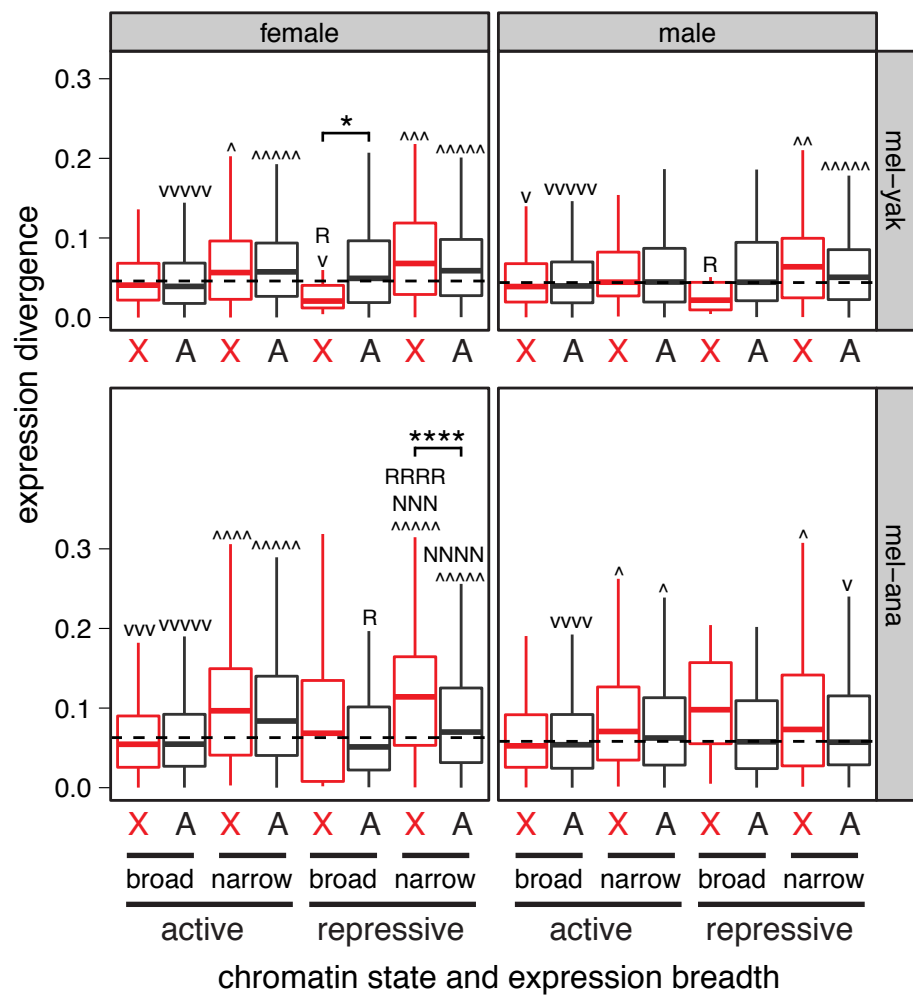 female male
expression divergence
mel-yak
0.3
0.2
0.1
0.0
vvvvv ^ ^^^^^ * ^^^ ^^^^^
R
v
v vvvvv ^^ ^^^^^
R
X A X A X A X A X A X A X A X A
mel-ana
0.3
0.2
0.1
0.0
****
RRRR
NNN
^^^^^
NNNN
^^^^^
vvv vvvvv ^^^^ ^^^^^ R
vvvv ^ ^ ^ v
X A X A X A X A X A X A X A X A
broad narrow broad narrow broad narrow broad narrow
active repressive active repressive
chromatin state and expression breadth